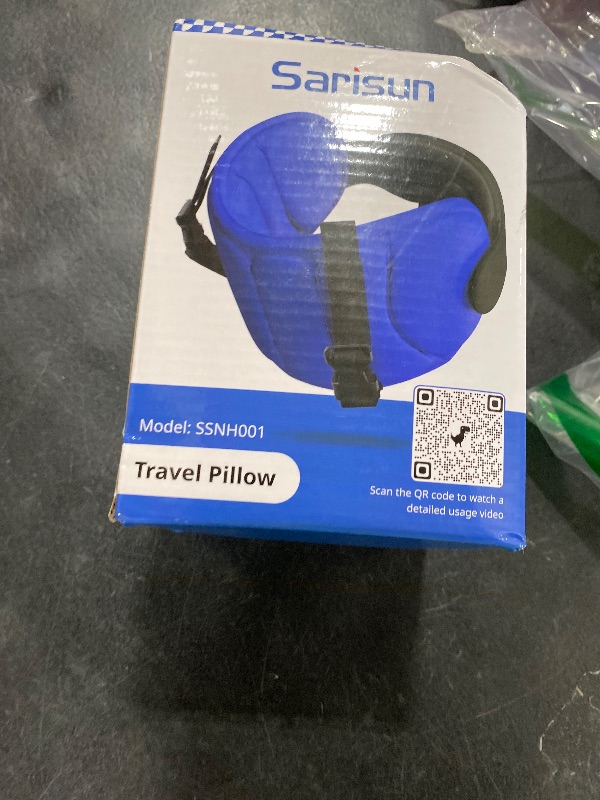 Sarisun
Model: SSNH001
Travel Pillow
Scan the QR code to watch a
detailed usage video